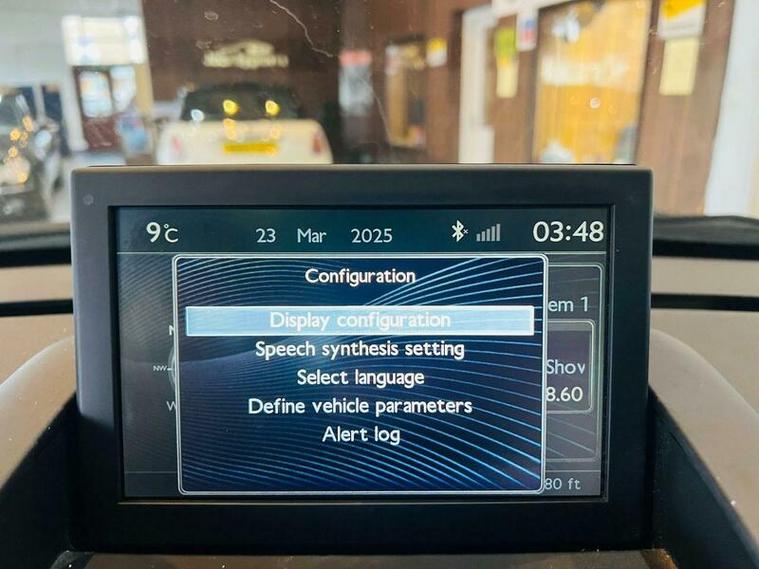 9°C 23 Mar 2025 03:48
Configuration
Display configuration
Speech synthesis setting
Select language
Define vehicle parameters
Alert log
em 1
NW
Shov
W
8.60
80 ft